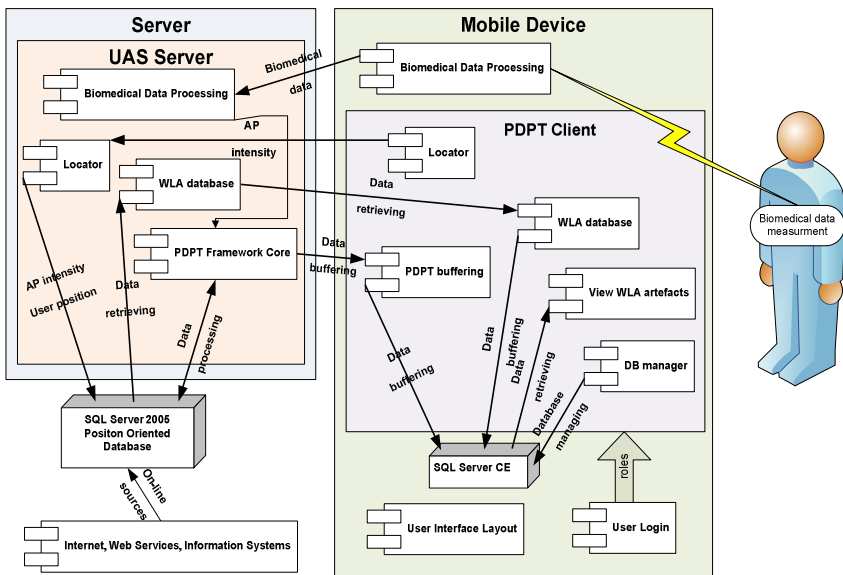 Server
Mobile Device
UAS Server
Biomedical Data Processing
Biomedical
data
Biomedical Data Processing
AP
intensity
PDPT Client
Locator
Locator
WLA database
Data
retrieving
WLA database
PDPT Framework Core
Data
buffering
PDPT buffering
View WLA artefacts
Biomedical data
measurment
AP intensity
User position
Data
retrieving
Data
processing
Data
buffering
Data
buffering
Data
retrieving
DB manager
Database
managing
SQL Server 2005
Positon Oriented
Database
SQL Server CE
On-line
sources
roles
User Interface Layout
User Login
Internet, Web Services, Information Systems